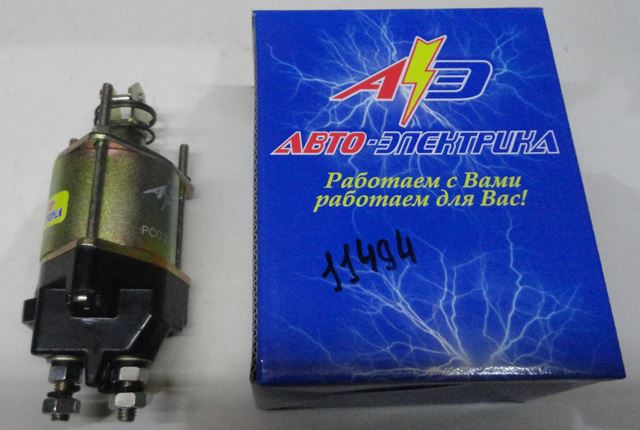 АЭ
АВТО-ЭЛЕКТРИКА
Работаем с Вами
работаем для Вас!
11494